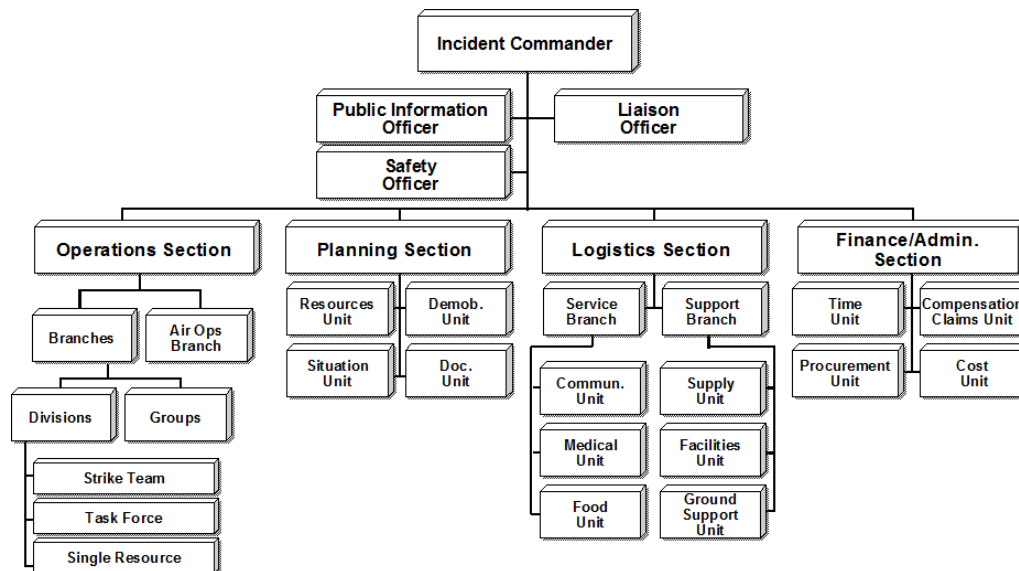 Incident Commander
Public Information
Officer
Liaison
Officer
Safety
Officer
Operations Section
Planning Section
Logistics Section
Finance/Admin.
Section
Branches
Air Ops
Branch
Divisions
Groups
Strike Team
Task Force
Single Resource
Resources
Unit
Demob.
Unit
Situation
Unit
Doc.
Unit
Service
Branch
Support
Branch
Commun.
Unit
Supply
Unit
Medical
Unit
Facilities
Unit
Food
Unit
Ground
Support
Unit
Time
Unit
Compensation
Claims Unit
Procurement
Unit
Cost
Unit